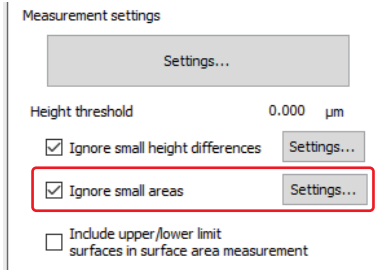 Measurement settings
Settings...
Height threshold 0.000 μm
Ignore small height differences Settings...
Ignore small areas Settings...
Include upper/lower limit
surfaces in surface area measurement